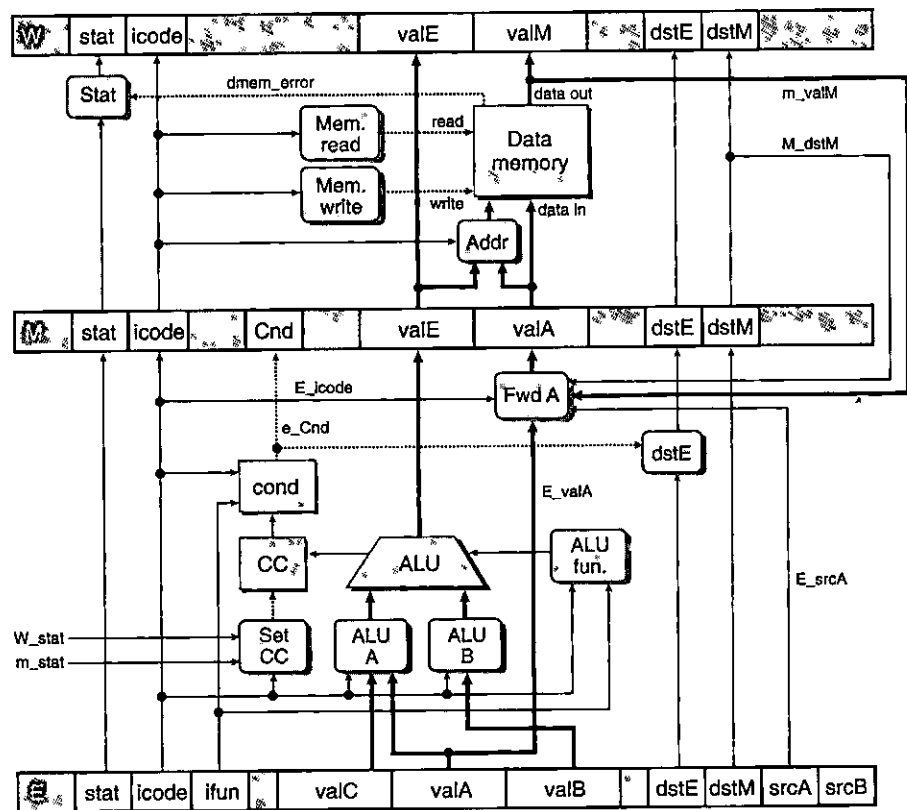 W stat icode valE valM dstE dstM
Stat
dmem_error
data out
m_valM
Mem. read
read
Data memory
M_dstM
Mem. write
write
data in
Addr
M stat icode Cnd valE valA dstE dstM
E_icode
Fwd A
e_Cnd
dstE
cond
E_valA
CC
ALU
ALU fun.
E_srcA
W_stat
m_stat
Set CC
ALU A
ALU B
E stat icode ifun valC valA valB dstE dstM srcA srcB